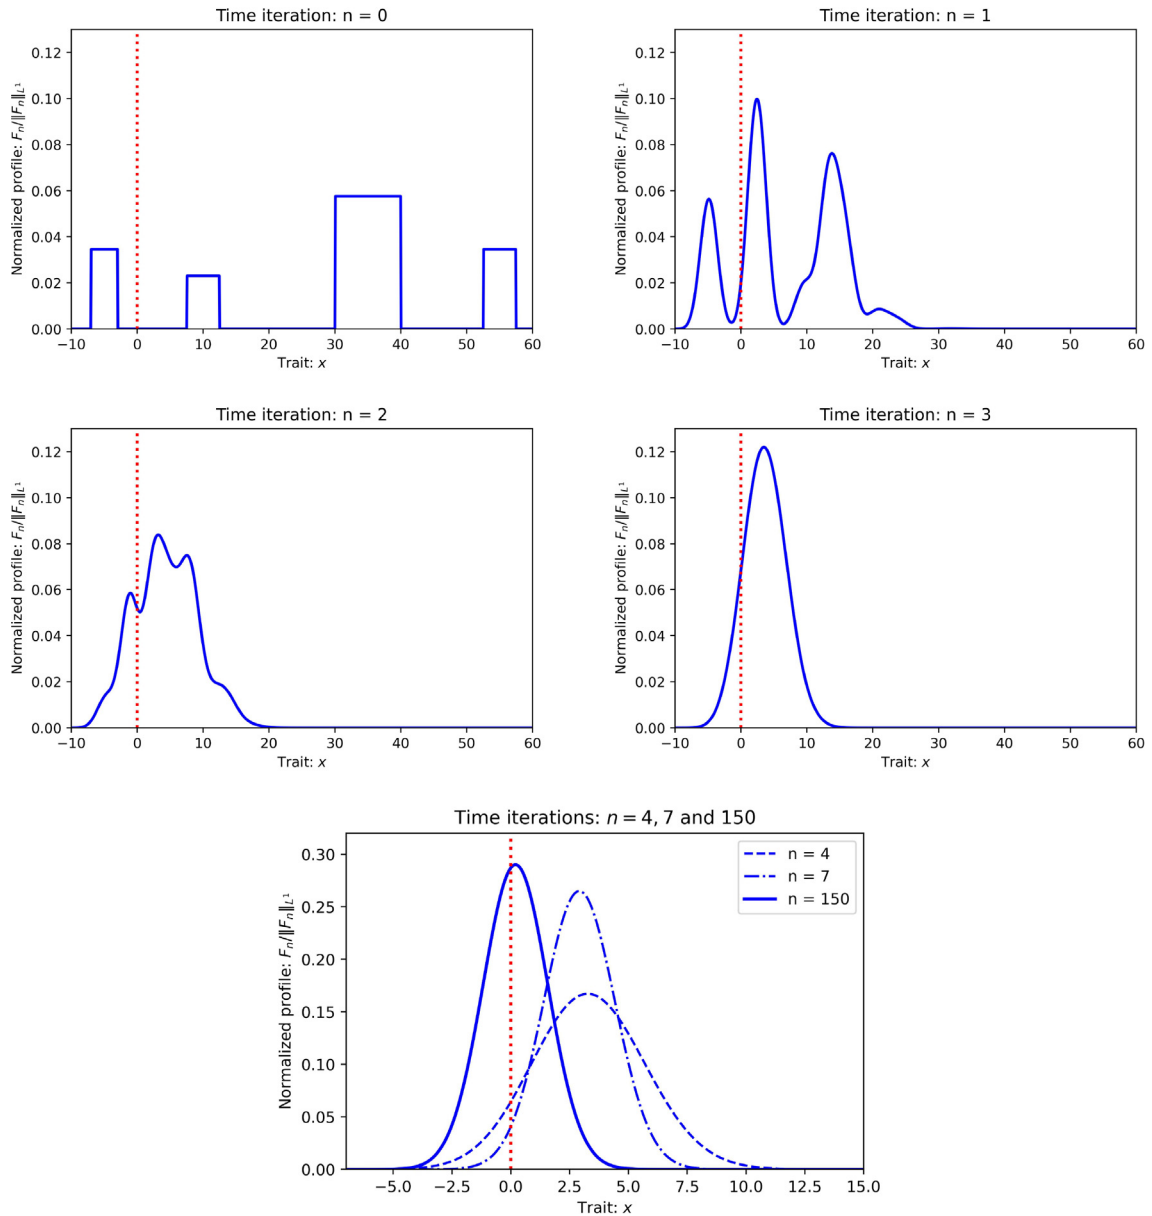 Time iteration: n = 0
Normalized profile: Fₙ/‖Fₙ‖_L¹
0.12
0.10
0.08
0.06
0.04
0.02
0.00
−10 0 10 20 30 40 50 60
Trait: x
Time iteration: n = 1
Normalized profile: Fₙ/‖Fₙ‖_L¹
0.12
0.10
0.08
0.06
0.04
0.02
0.00
−10 0 10 20 30 40 50 60
Trait: x
Time iteration: n = 2
Normalized profile: Fₙ/‖Fₙ‖_L¹
0.12
0.10
0.08
0.06
0.04
0.02
0.00
−10 0 10 20 30 40 50 60
Trait: x
Time iteration: n = 3
Normalized profile: Fₙ/‖Fₙ‖_L¹
0.12
0.10
0.08
0.06
0.04
0.02
0.00
−10 0 10 20 30 40 50 60
Trait: x
Time iterations: n = 4, 7 and 150
Normalized profile: Fₙ/‖Fₙ‖_L¹
0.30
0.25
0.20
0.15
0.10
0.05
0.00
n = 4
n = 7
n = 150
−5.0 −2.5 0.0 2.5 5.0 7.5 10.0 12.5 15.0
Trait: x